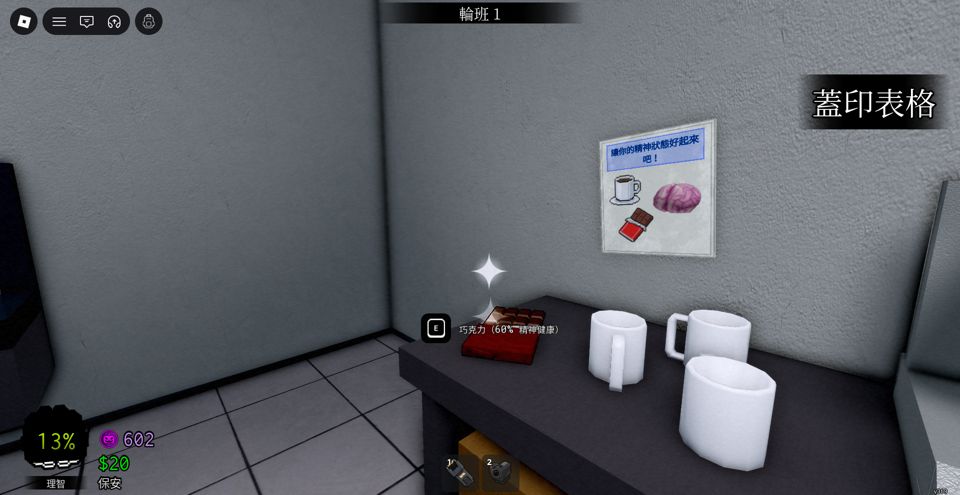 輪班 1
蓋印表格
讓你的精神狀態好起來
吧！
E
巧克力（60% 精神健康）
13%
602
$20
理智
保安
1
2